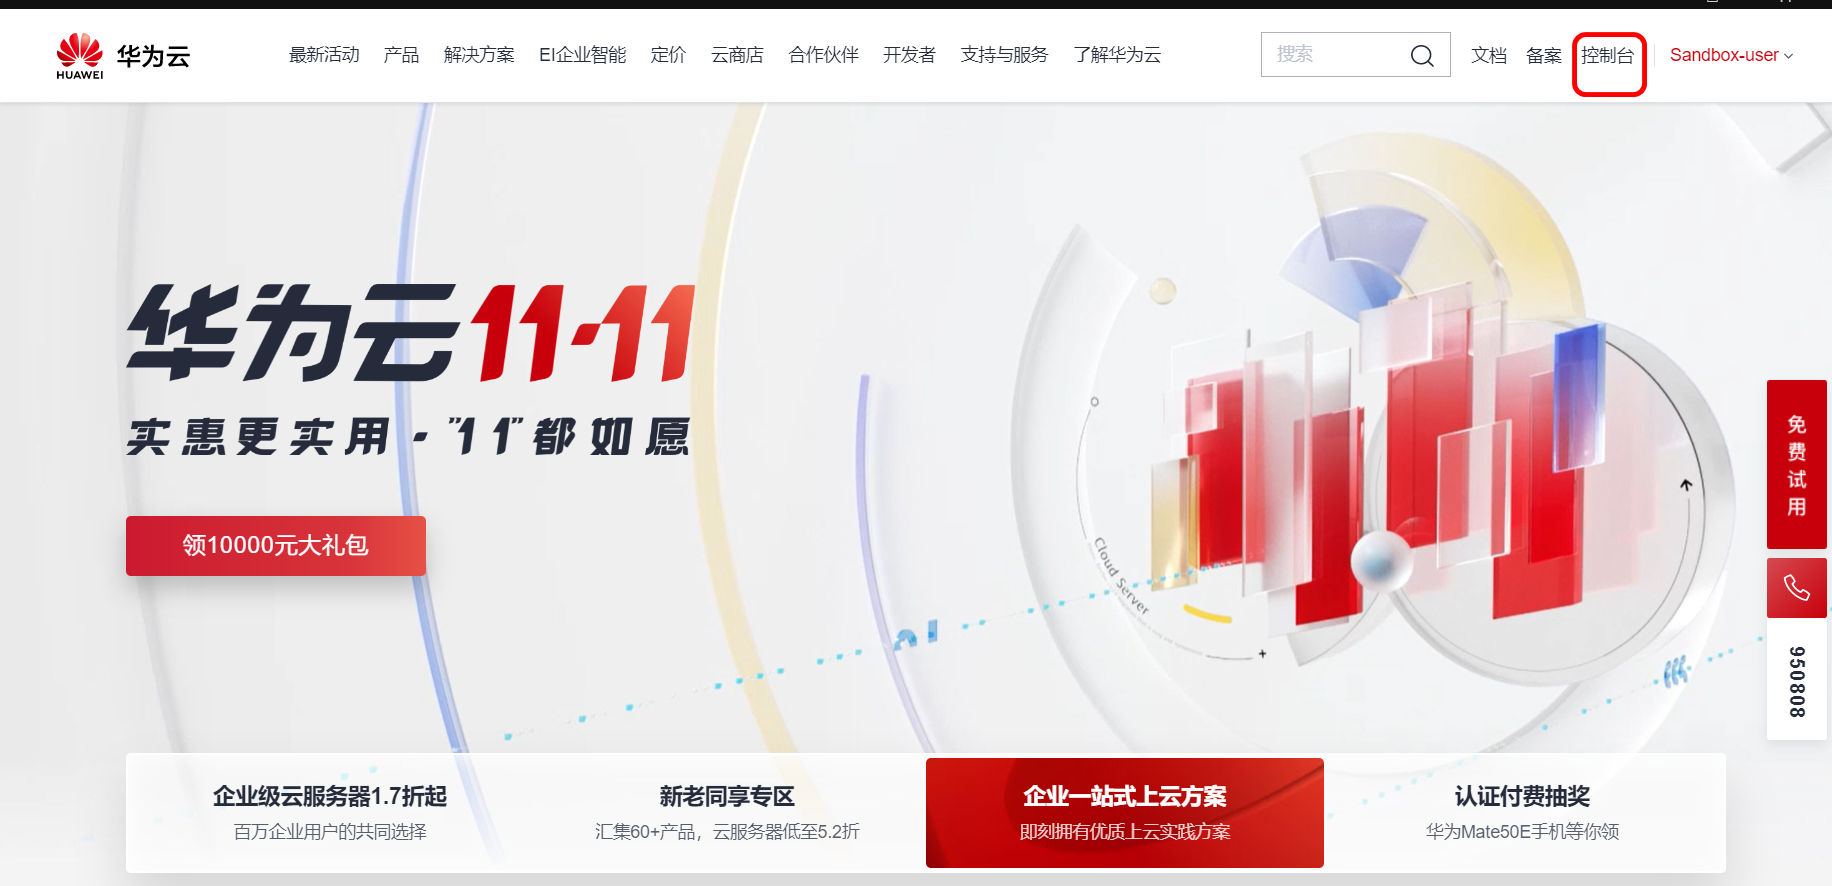 HUAWEI
华为云
最新活动 产品 解决方案 EI企业智能 定价 云商店 合作伙伴 开发者 支持与服务 了解华为云
搜索
文档 备案 控制台 Sandbox-user
华为云11·11
实惠更实用·"11"都如愿
领10000元大礼包
Cloud Server
免费试用
950808
企业级云服务器1.7折起
百万企业用户的共同选择
新老同享专区
汇集60+产品，云服务器低至5.2折
企业一站式上云方案
即刻拥有优质上云实践方案
认证付费抽奖
华为Mate50E手机等你领